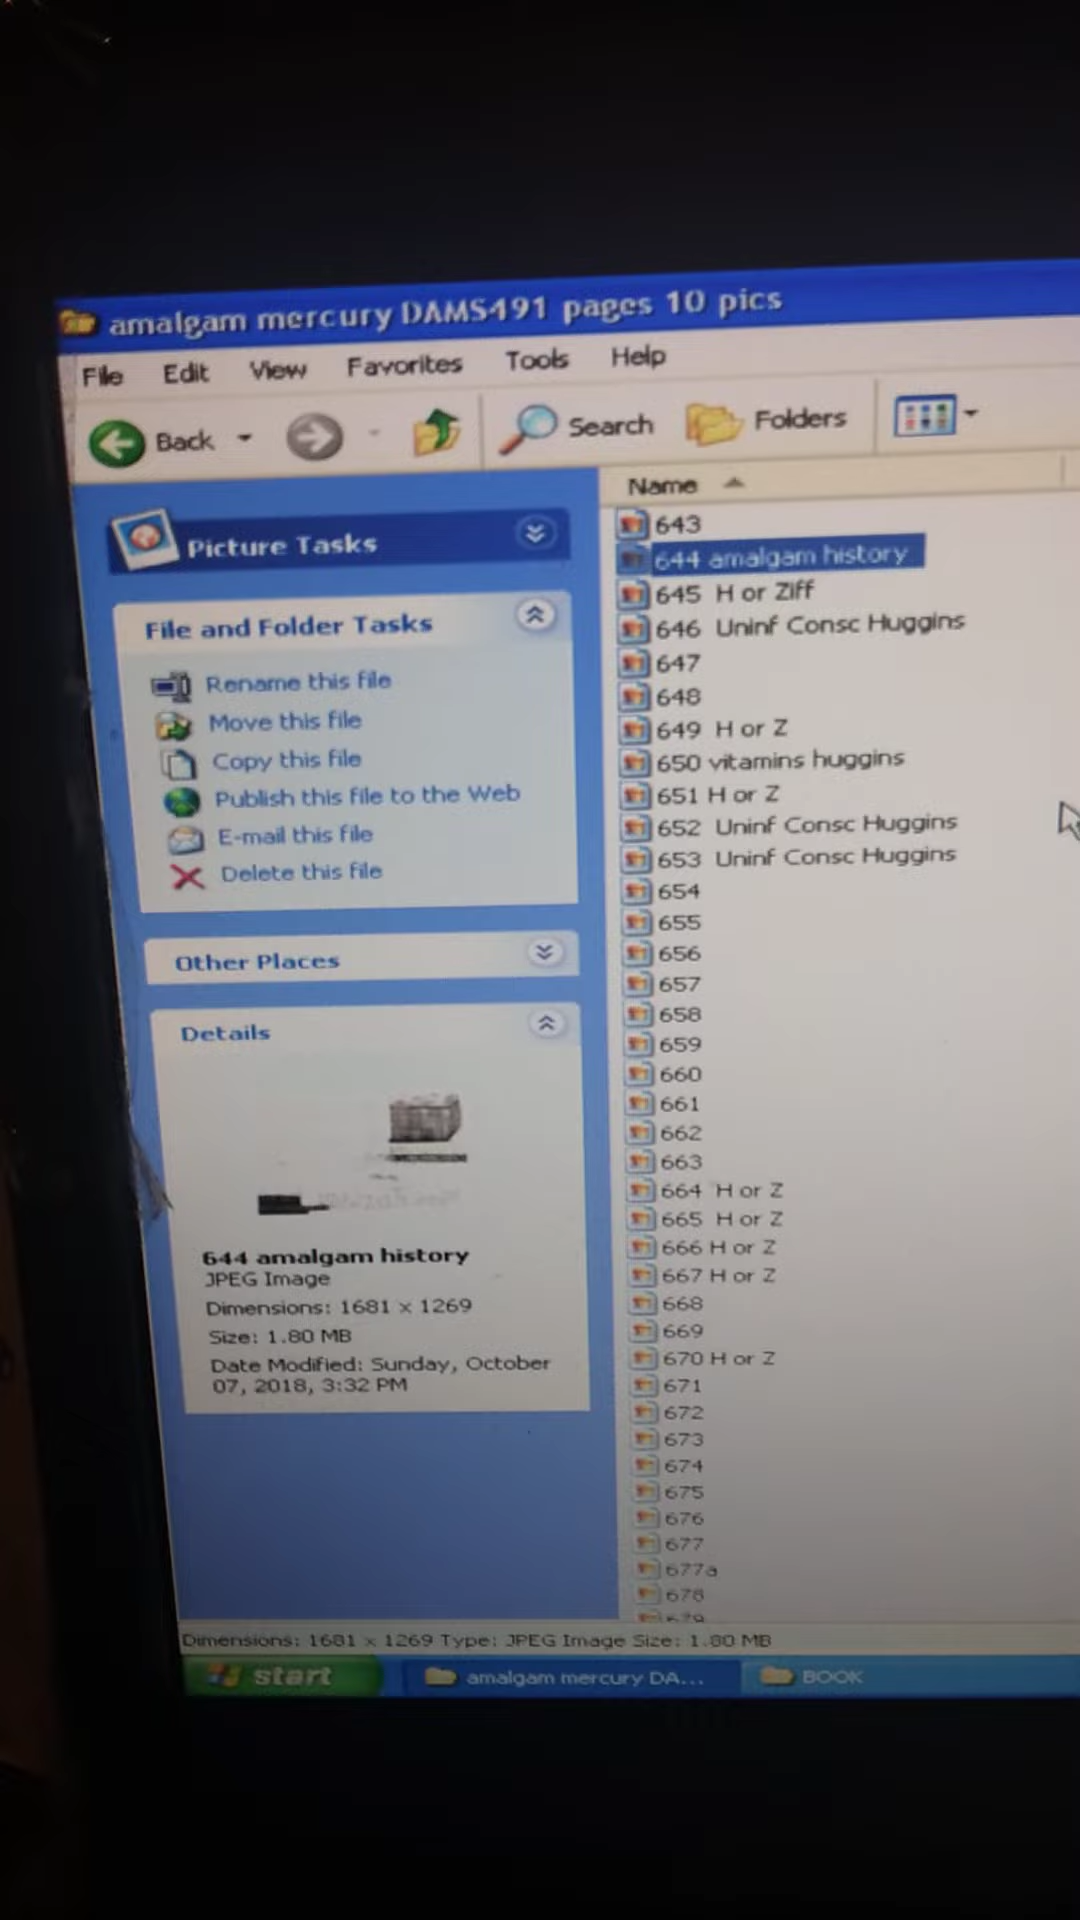 amalgam mercury DAMS491 pages 10 pics
File Edit View Favorites Tools Help
Back Search Folders
Picture Tasks
File and Folder Tasks
Rename this file
Move this file
Copy this file
Publish this file to the Web
E-mail this file
Delete this file
Other Places
Details
644 amalgam history
JPEG Image
Dimensions: 1681 x 1269
Size: 1.80 MB
Date Modified: Sunday, October
07, 2018, 3:32 PM
Name
643
644 amalgam history
645 H or Ziff
646 Uninf Consc Huggins
647
648
649 H or Z
650 vitamins huggins
651 H or Z
652 Uninf Consc Huggins
653 Uninf Consc Huggins
654
655
656
657
658
659
660
661
662
663
664 H or Z
665 H or Z
666 H or Z
667 H or Z
668
669
670 H or Z
671
672
673
674
675
676
677
677a
678
679
Dimensions: 1681 x 1269 Type: JPEG Image Size: 1.80 MB
start amalgam mercury DA... BOOK